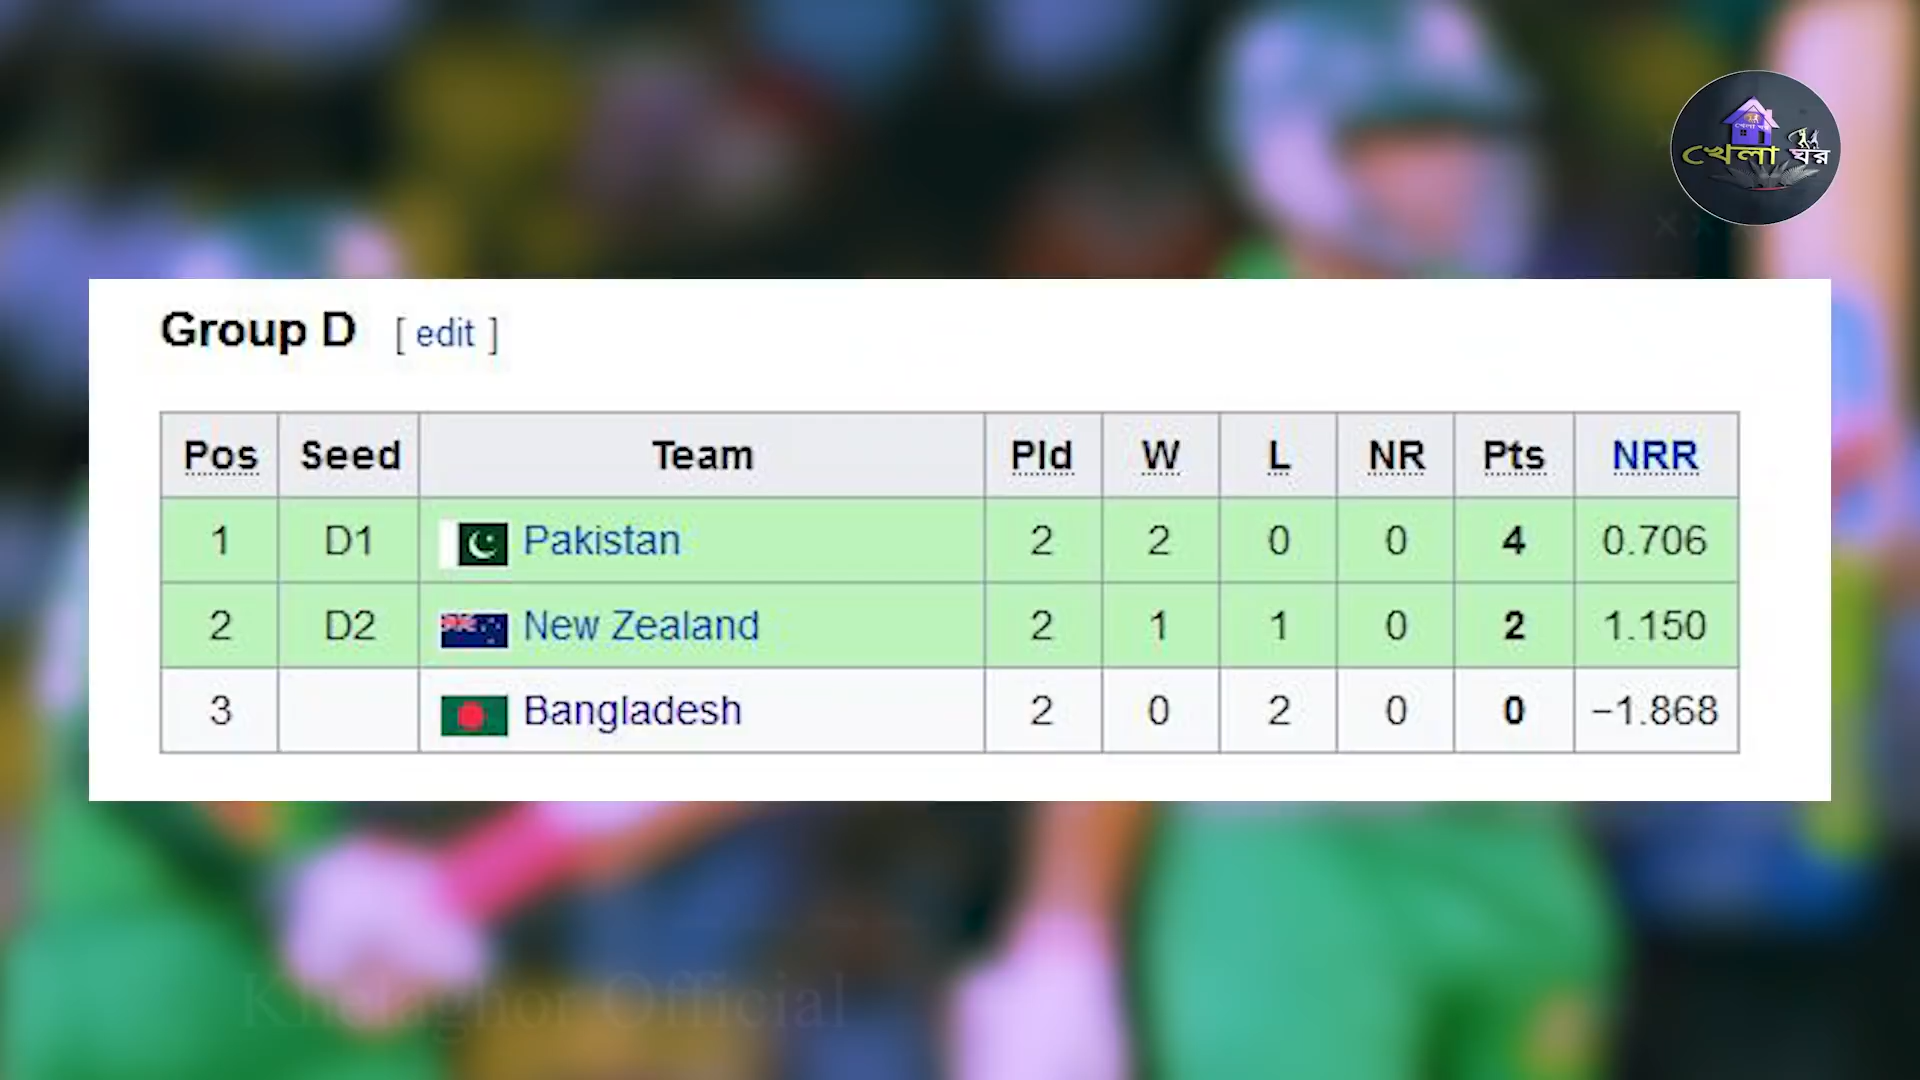 খেলা ঘর
Group D [ edit ]
Pos Seed Team Pld W L NR Pts NRR
1 D1 Pakistan 2 2 0 0 4 0.706
2 D2 New Zealand 2 1 1 0 2 1.150
3 Bangladesh 2 0 2 0 0 −1.868
Khelaghor Official